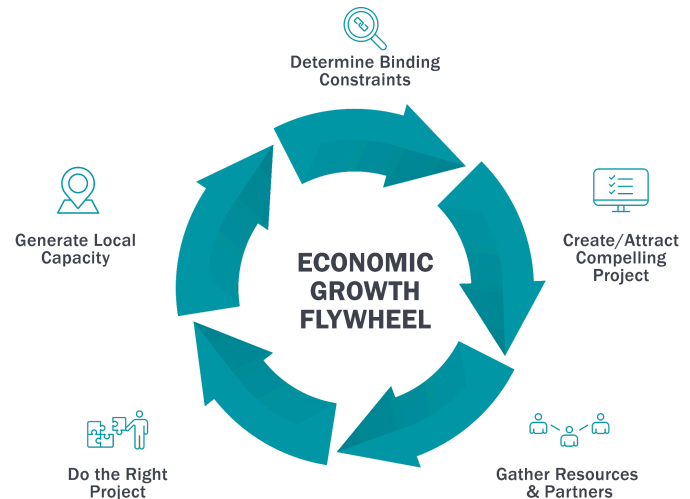 Determine Binding
Constraints
Create/Attract
Compelling
Project
Gather Resources
& Partners
Do the Right
Project
Generate Local
Capacity
ECONOMIC
GROWTH
FLYWHEEL